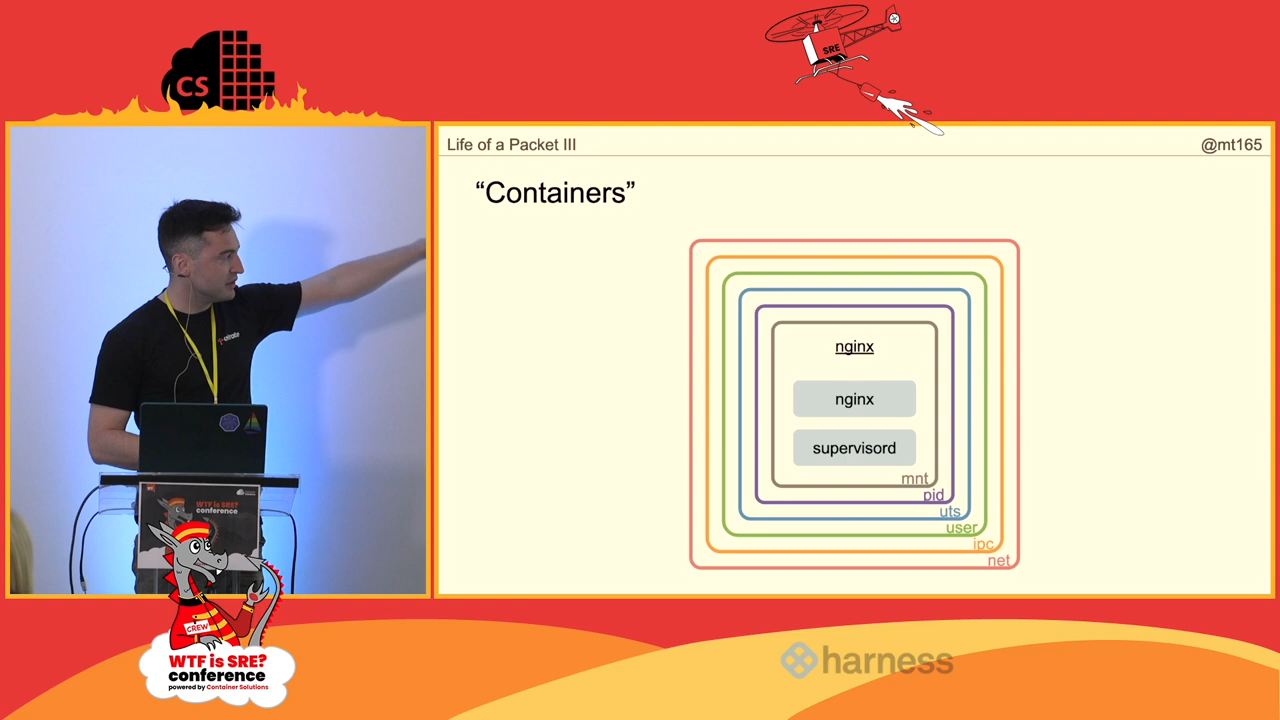 CS
SRE
Life of a Packet III
@mt165
“Containers”
nginx
nginx
supervisord
mnt
pid
uts
user
ipc
net
WTF is SRE?
conference
CREW
WTF is SRE?
conference
powered by Container Solutions
harness